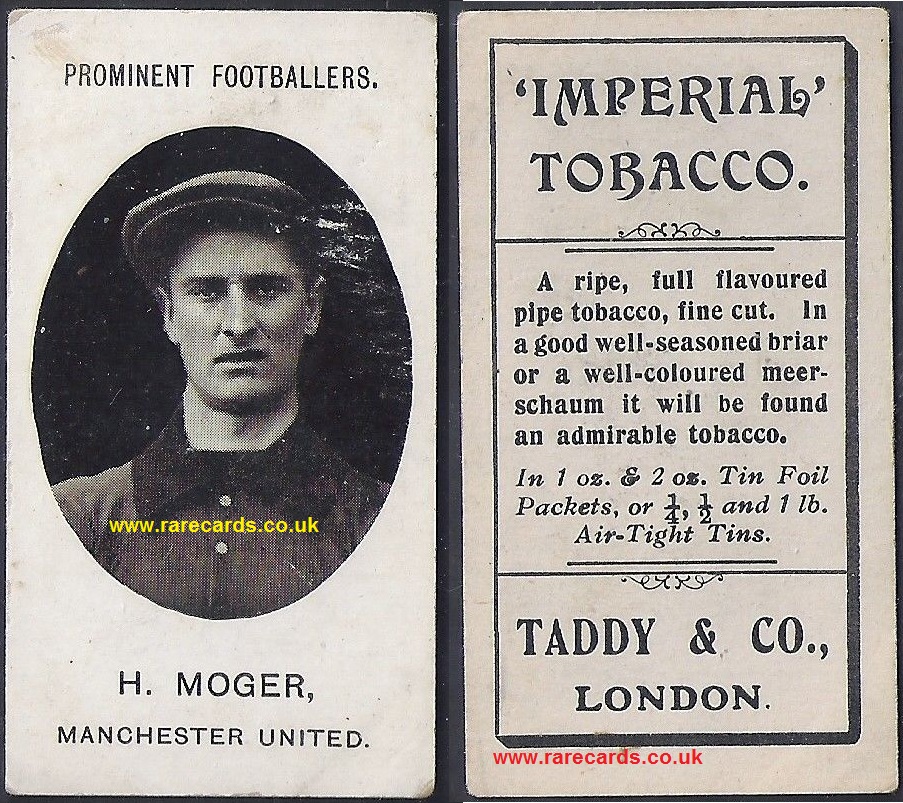 PROMINENT FOOTBALLERS.
www.rarecards.co.uk
H. MOGER,
MANCHESTER UNITED.
'IMPERIAL'
TOBACCO.
A ripe, full flavoured
pipe tobacco, fine cut. In
a good well-seasoned briar
or a well-coloured meer-
schaum it will be found
an admirable tobacco.
In 1 oz. & 2 oz. Tin Foil
Packets, or ¼, ½ and 1 lb.
Air-Tight Tins.
TADDY & CO.,
LONDON.
www.rarecards.co.uk